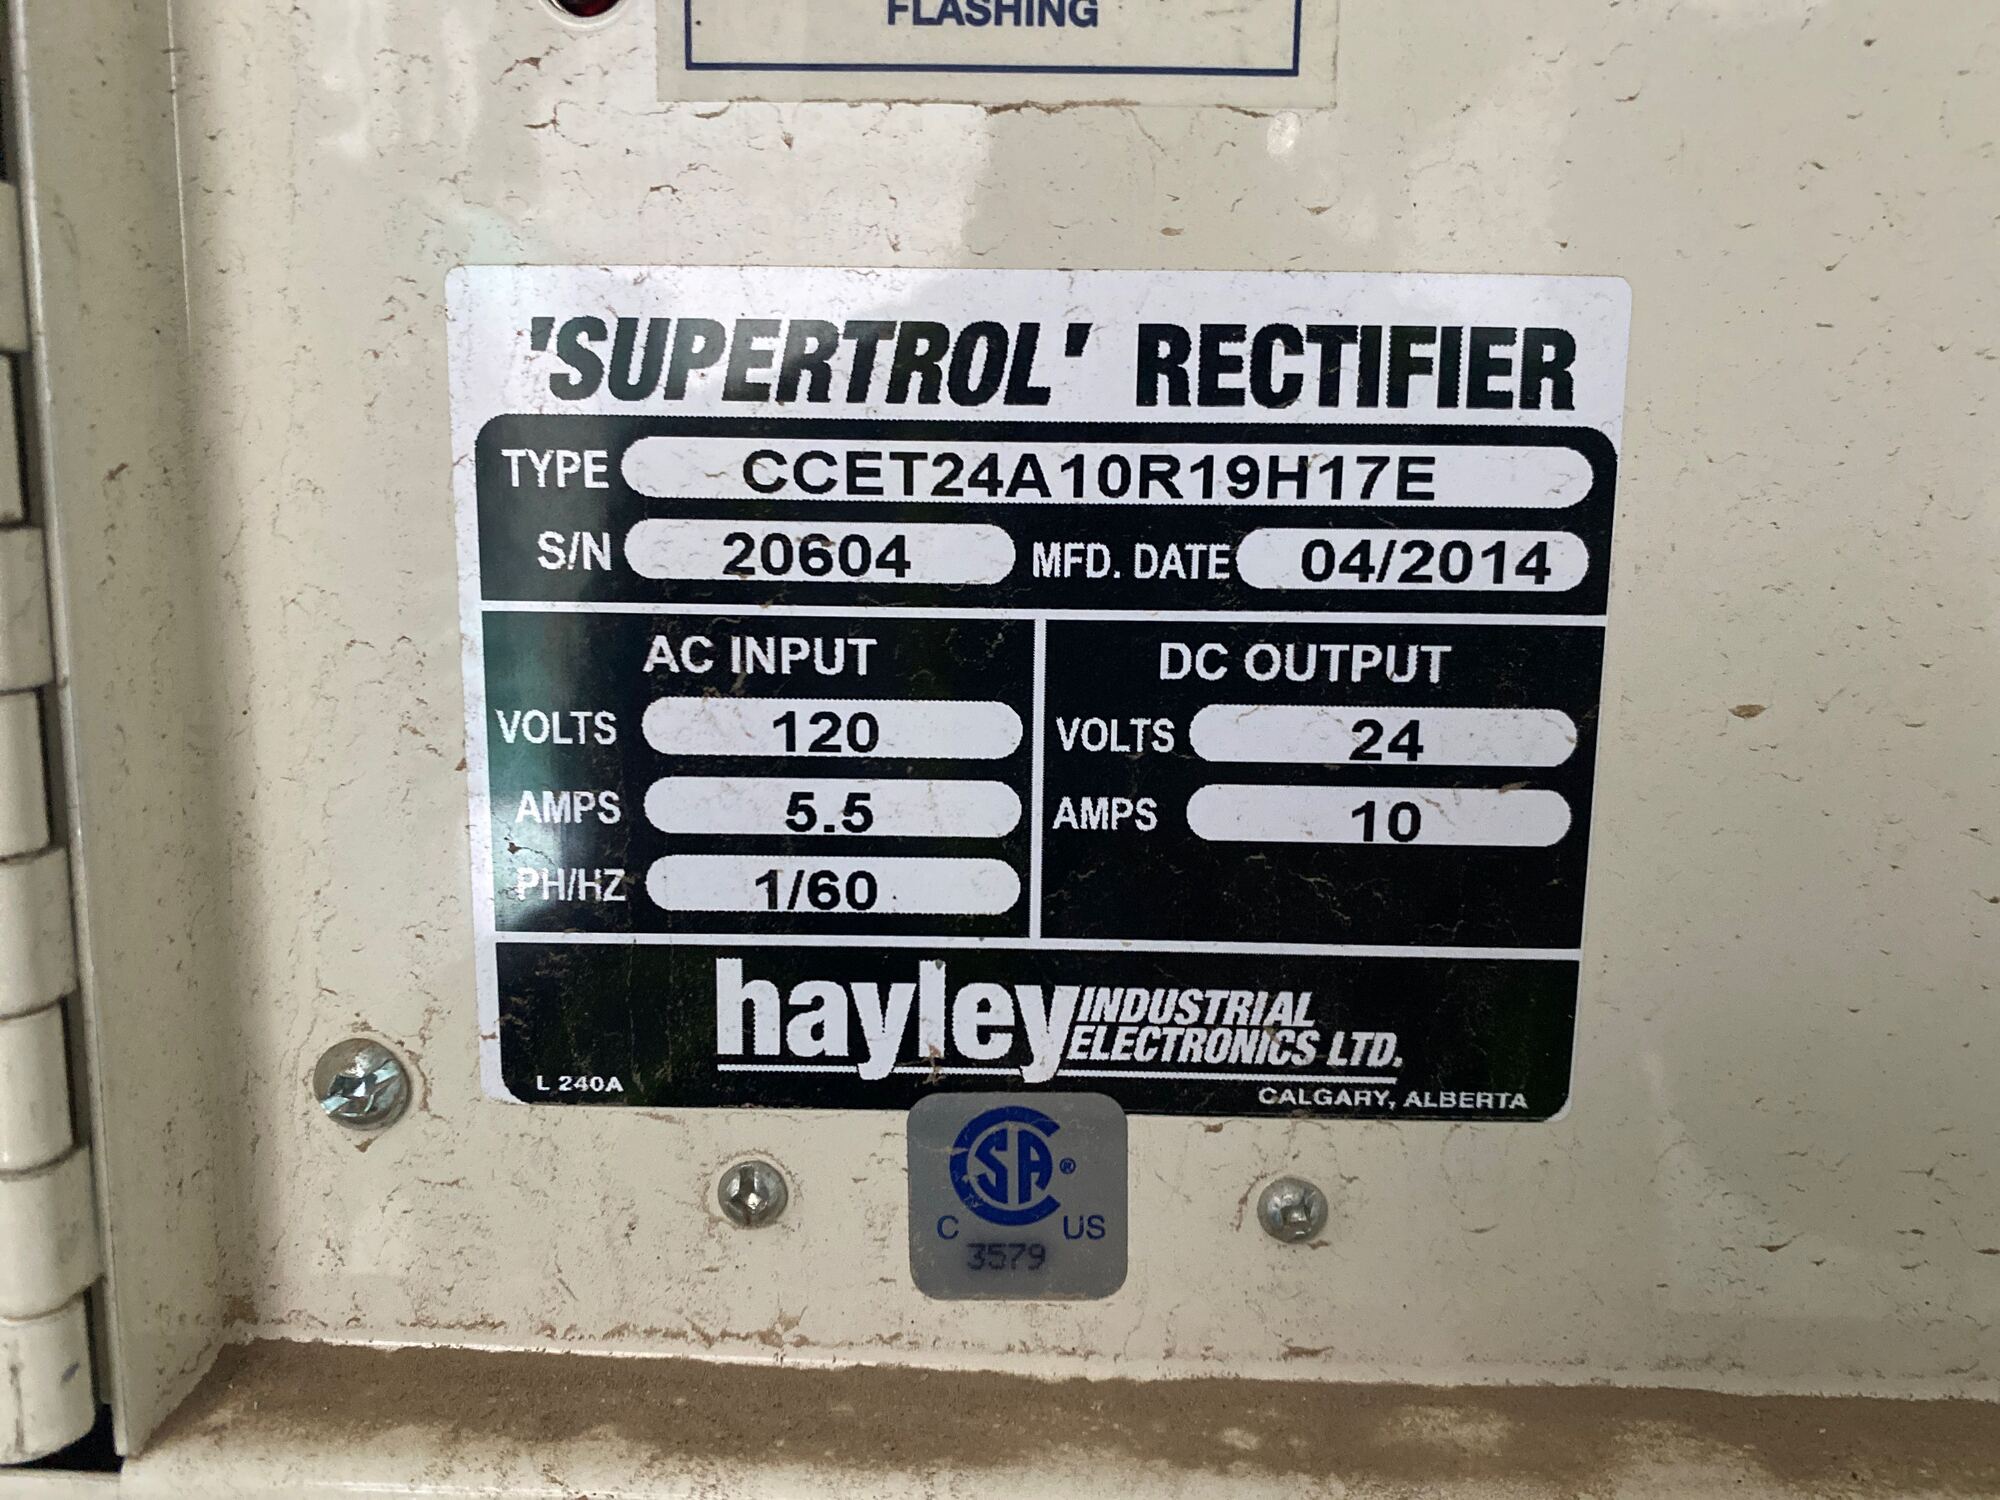 FLASHING
'SUPERTROL' RECTIFIER
TYPE CCET24A10R19H17E
S/N 20604 MFD. DATE 04/2014
AC INPUT
VOLTS 120
AMPS 5.5
PH/HZ 1/60
DC OUTPUT
VOLTS 24
AMPS 10
hayley INDUSTRIAL
ELECTRONICS LTD.
L 240A
CALGARY, ALBERTA
CSA®
C US
3579